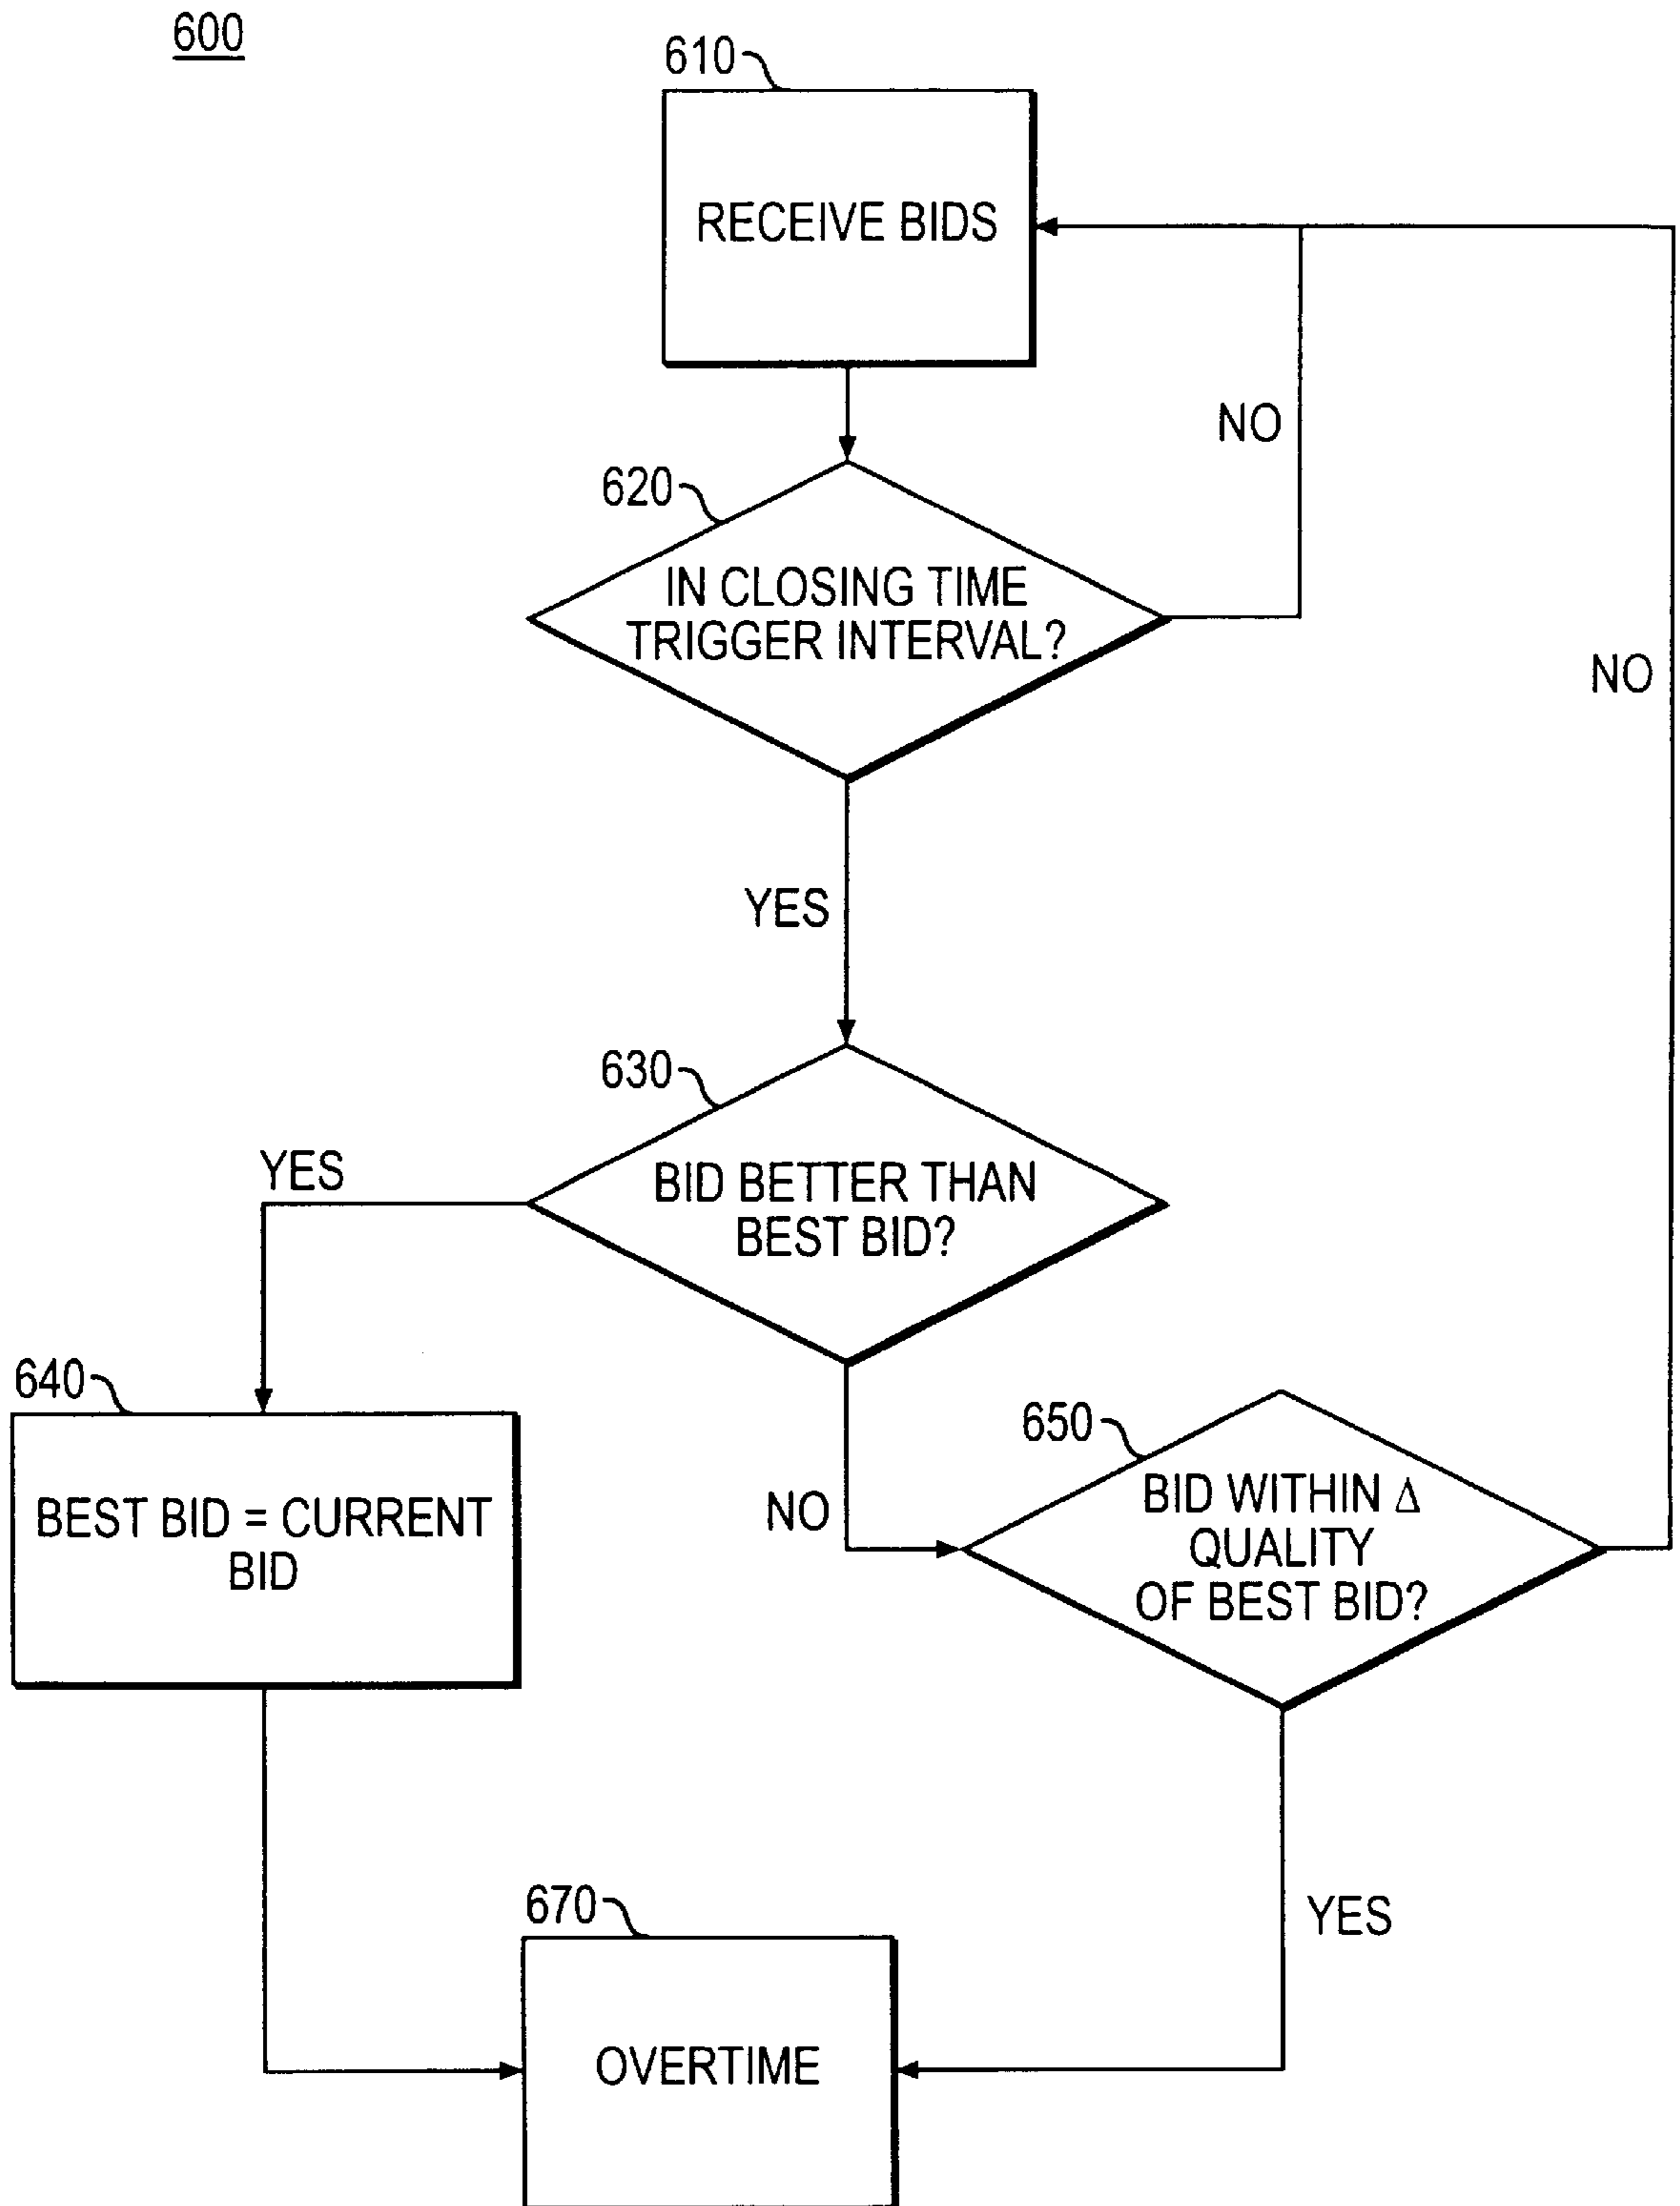 600
610
RECEIVE BIDS
NO
620
IN CLOSING TIME
TRIGGER INTERVAL?
NO
YES
630
YES
BID BETTER THAN
BEST BID?
640
BEST BID = CURRENT
BID
NO
650
BID WITHIN Δ
QUALITY
OF BEST BID?
YES
670
OVERTIME